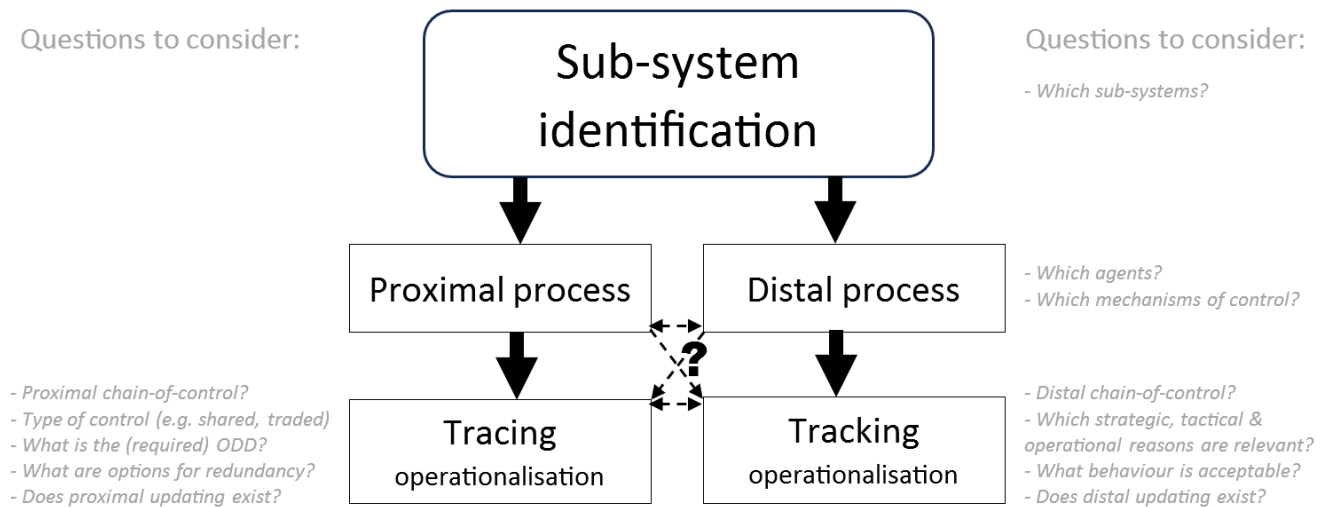 Questions to consider:
Sub-system
identification
Questions to consider:
- Which sub-systems?
Proximal process
Distal process
- Which agents?
- Which mechanisms of control?
?
- Proximal chain-of-control?
- Type of control (e.g. shared, traded)
- What is the (required) ODD?
- What are options for redundancy?
- Does proximal updating exist?
Tracing
operationalisation
Tracking
operationalisation
- Distal chain-of-control?
- Which strategic, tactical &
operational reasons are relevant?
- What behaviour is acceptable?
- Does distal updating exist?